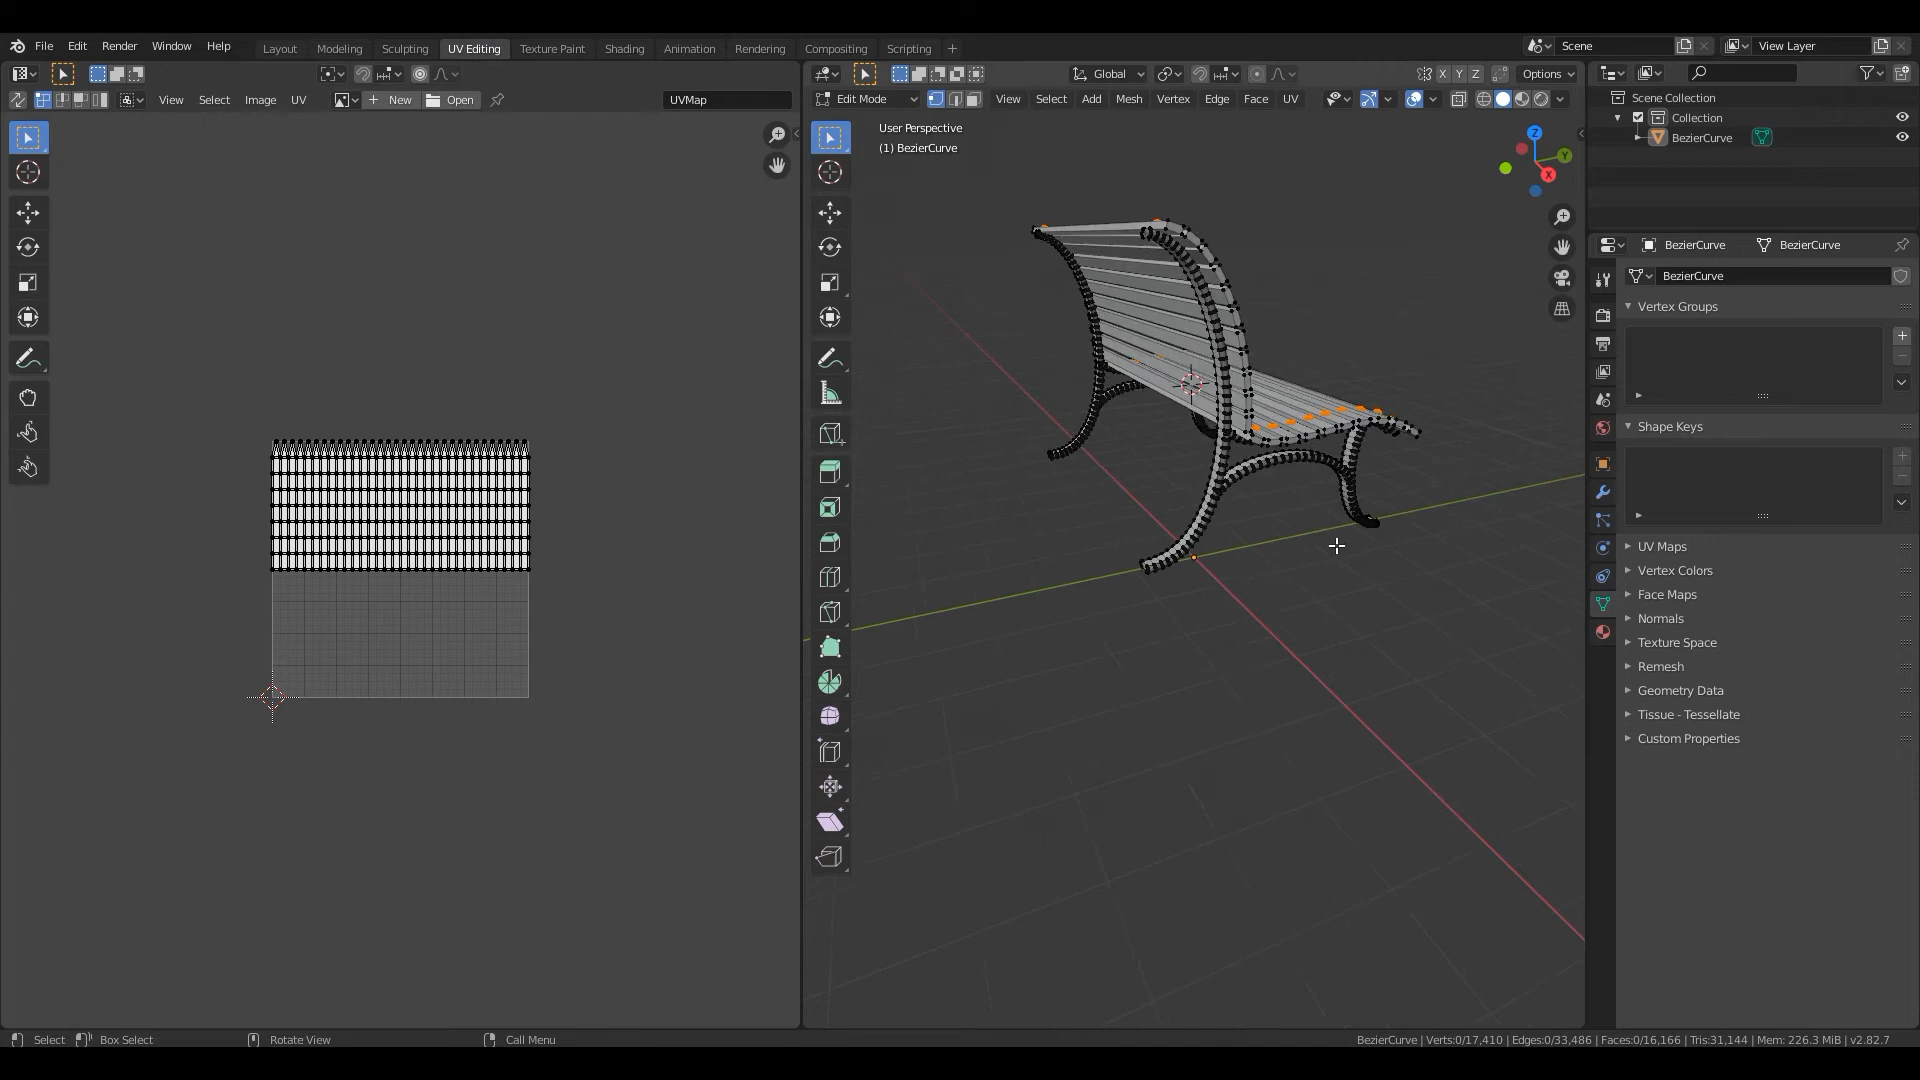 File Edit Render Window Help Layout Modeling Sculpting UV Editing Texture Paint Shading Animation Rendering Compositing Scripting + Scene View Layer
Global X Y Z Options
View Select Image UV New Open UVMap
Edit Mode View Select Add Mesh Vertex Edge Face UV
Scene Collection
Collection
BezierCurve
User Perspective
(1) BezierCurve
Z
Y
X
BezierCurve BezierCurve
BezierCurve
Vertex Groups
Shape Keys
UV Maps
Vertex Colors
Face Maps
Normals
Texture Space
Remesh
Geometry Data
Tissue - Tessellate
Custom Properties
Select Box Select Rotate View Call Menu BezierCurve | Verts:0/17,410 | Edges:0/33,486 | Faces:0/16,166 | Tris:31,144 | Mem: 226.3 MiB | v2.82.7